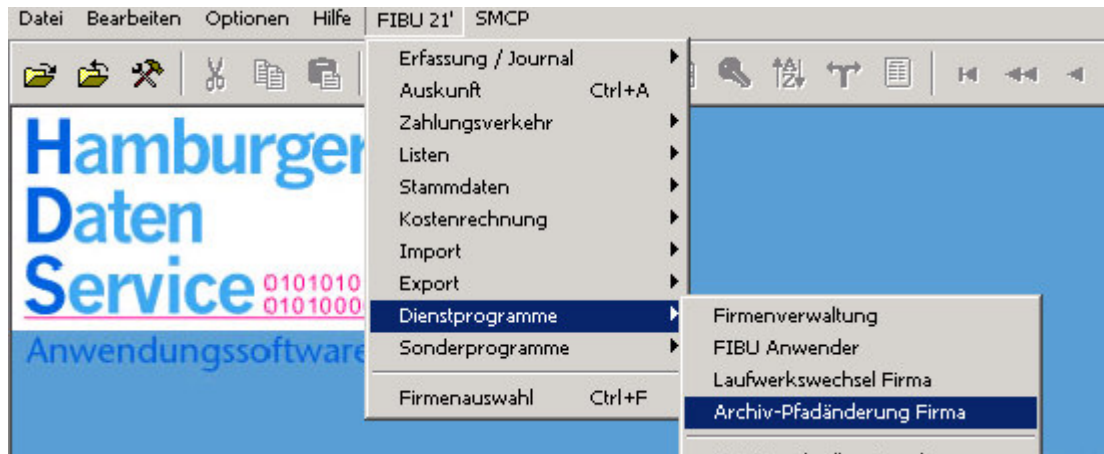 Datei Bearbeiten Optionen Hilfe FIBU 21' SMCP
Hamburger
Daten
Service 0101010
0101000
Anwendungssoftware
Erfassung / Journal
Auskunft Ctrl+A
Zahlungsverkehr
Listen
Stammdaten
Kostenrechnung
Import
Export
Dienstprogramme
Sonderprogramme
Firmenauswahl Ctrl+F
Firmenverwaltung
FIBU Anwender
Laufwerkswechsel Firma
Archiv-Pfadänderung Firma